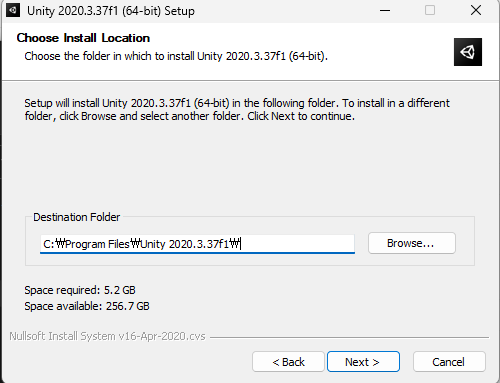 Unity 2020.3.37f1 (64-bit) Setup
Choose Install Location
Choose the folder in which to install Unity 2020.3.37f1 (64-bit).
Setup will install Unity 2020.3.37f1 (64-bit) in the following folder. To install in a different
folder, click Browse and select another folder. Click Next to continue.
Destination Folder
C:₩Program Files₩Unity 2020.3.37f1₩
Browse...
Space required: 5.2 GB
Space available: 256.7 GB
Nullsoft Install System v16-Apr-2020.cvs
< Back Next > Cancel